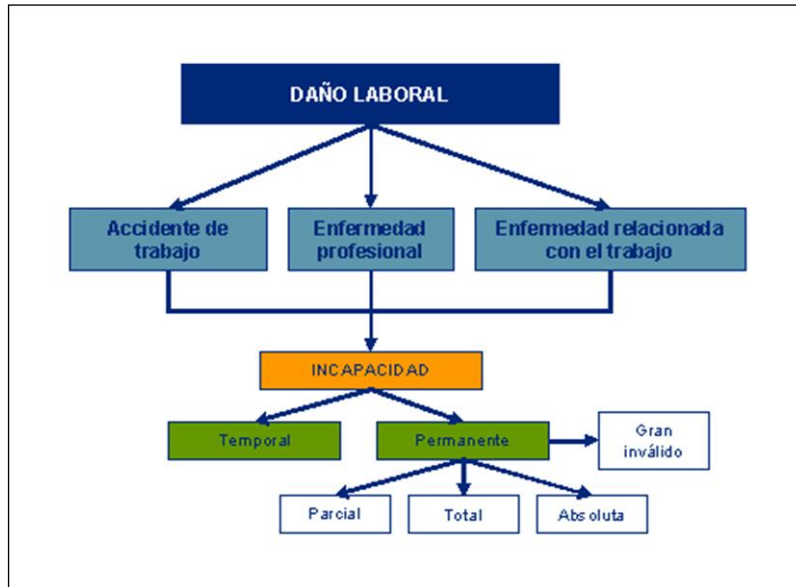 DAÑO LABORAL
Accidente de
trabajo
Enfermedad
profesional
Enfermedad relacionada
con el trabajo
INCAPACIDAD
Temporal
Permanente
Gran
inválido
Parcial
Total
Absoluta